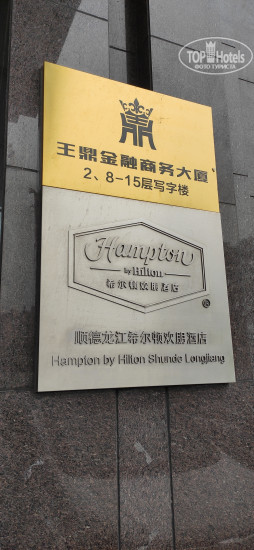 TOP Hotels
ФОТО ТУРИСТА
王鼎金融商务大厦
2、8-15层写字楼
Hampton
by Hilton
希尔顿欢朋酒店
®
顺德龙江希尔顿欢朋酒店
Hampton by Hilton Shunde Longjiang